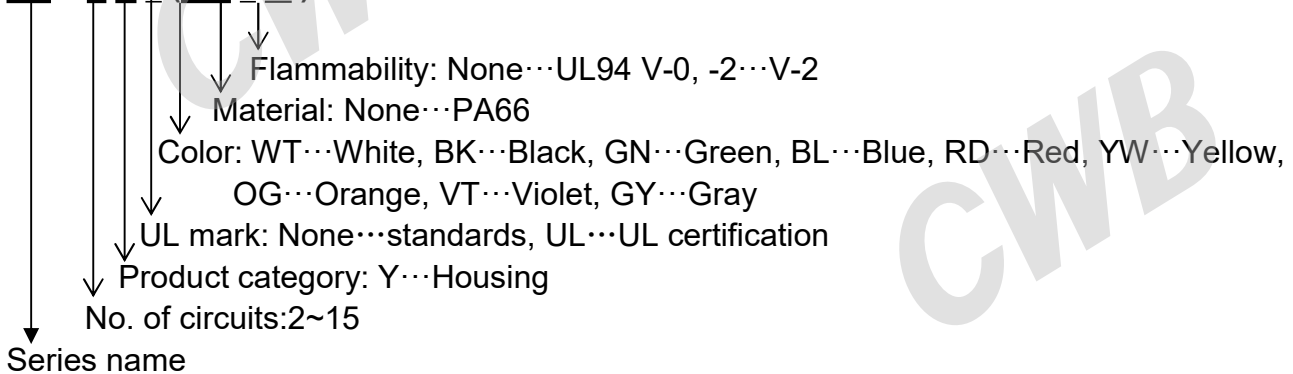 Flammability: None⋯UL94 V-0, -2⋯V-2
Material: None⋯PA66
Color: WT⋯White, BK⋯Black, GN⋯Green, BL⋯Blue, RD⋯Red, YW⋯Yellow,
OG⋯Orange, VT⋯Violet, GY⋯Gray
UL mark: None⋯standards, UL⋯UL certification
Product category: Y⋯Housing
No. of circuits:2~15
Series name
CWB